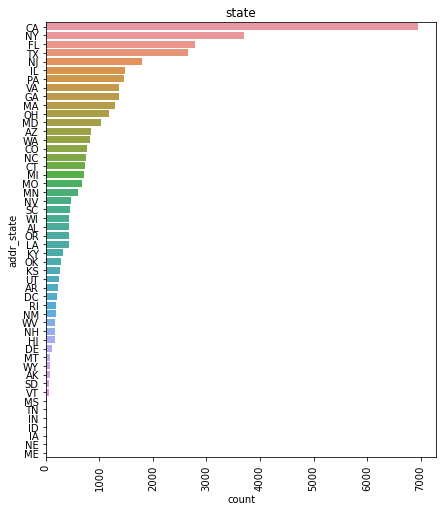 state
addr_state
CA
NY
FL
TX
NJ
IL
PA
VA
GA
MA
OH
MD
AZ
WA
CO
NC
CT
MI
MO
MN
NV
SC
WI
AL
OR
LA
KY
OK
KS
UT
AR
DC
RI
NM
WV
NH
HI
DE
MT
WY
AK
SD
VT
MS
TN
IN
ID
IA
NE
ME
0
1000
2000
3000
4000
5000
6000
7000
count